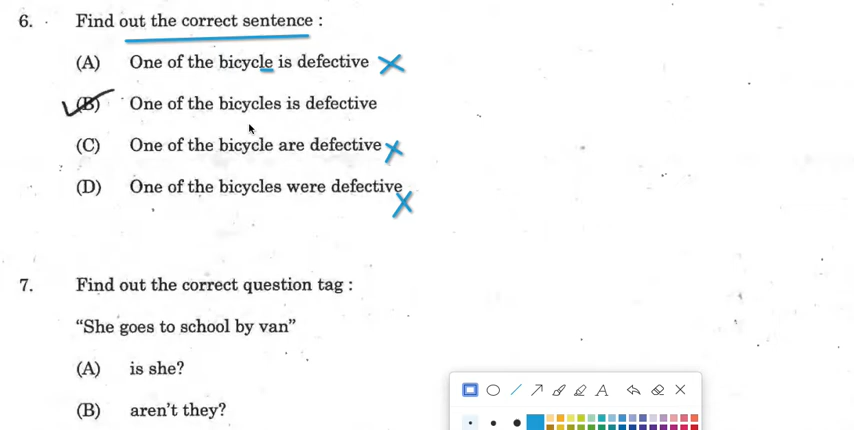 6. Find out the correct sentence :
(A) One of the bicycle is defective
(B) One of the bicycles is defective
(C) One of the bicycle are defective
(D) One of the bicycles were defective
7. Find out the correct question tag :
“She goes to school by van”
(A) is she?
(B) aren't they?
A